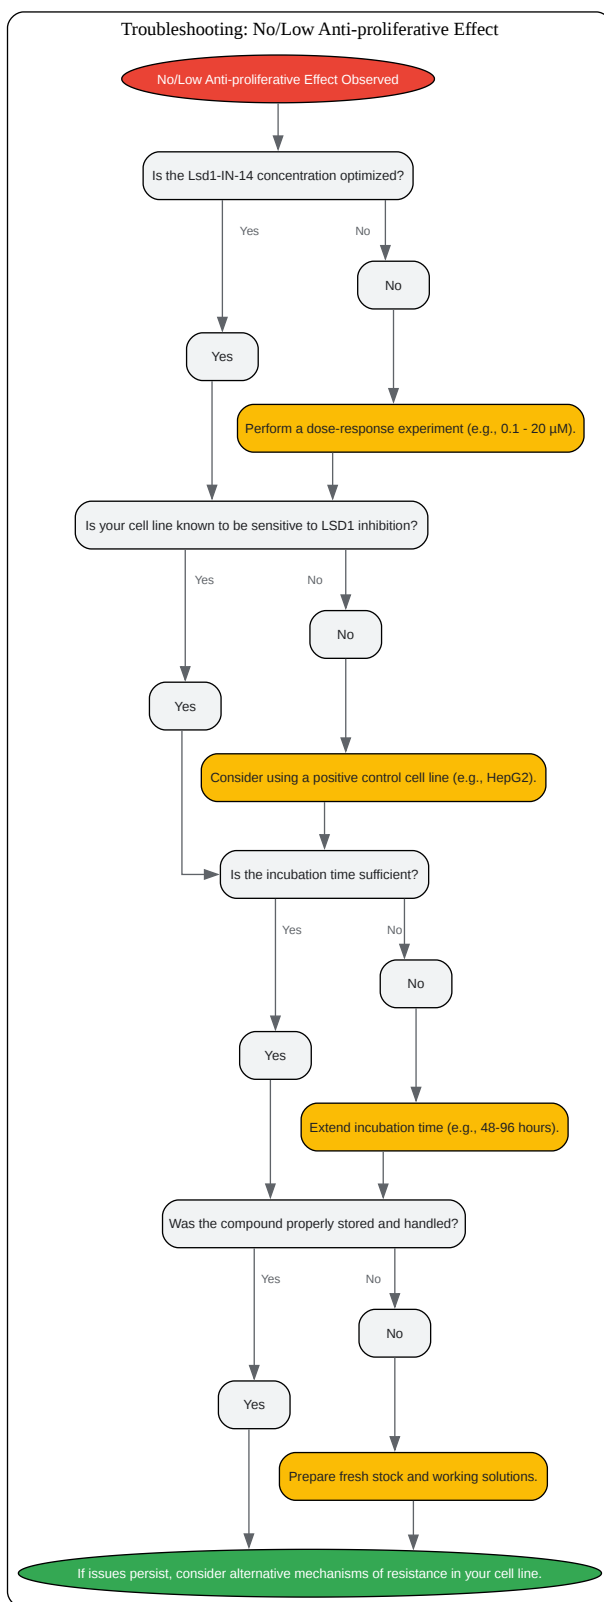 Troubleshooting: No/Low Anti-proliferative Effect
No/Low Anti-proliferative Effect Observed
Is the Lsd1-IN-14 concentration optimized?
Yes
No
No
Yes
Perform a dose-response experiment (e.g., 0.1 - 20 µM).
Is your cell line known to be sensitive to LSD1 inhibition?
Yes
No
No
Yes
Consider using a positive control cell line (e.g., HepG2).
Is the incubation time sufficient?
Yes
No
No
Yes
Extend incubation time (e.g., 48-96 hours).
Was the compound properly stored and handled?
Yes
No
No
Yes
Prepare fresh stock and working solutions.
If issues persist, consider alternative mechanisms of resistance in your cell line.